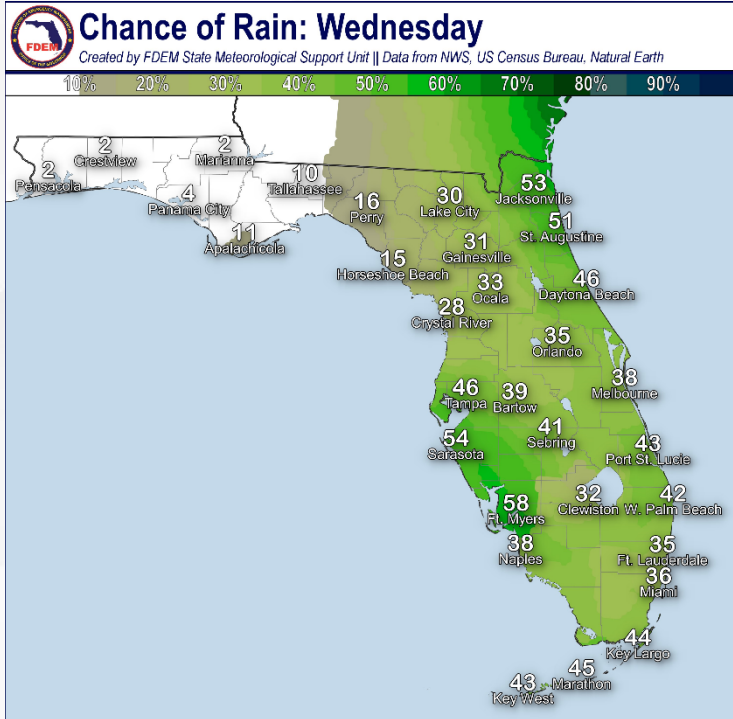 Chance of Rain: Wednesday
Created by FDEM State Meteorological Support Unit || Data from NWS, US Census Bureau, Natural Earth
FDEM
10% 20% 30% 40% 50% 60% 70% 80% 90%
2
Pensacola
2
Crestview
2
Marianna
4
Panama City
10
Tallahassee
11
Apalachicola
16
Perry
30
Lake City
53
Jacksonville
51
St. Augustine
31
Gainesville
15
Horseshoe Beach
33
Ocala
46
Daytona Beach
28
Crystal River
35
Orlando
38
Melbourne
46
Tampa
39
Bartow
41
Sebring
54
Sarasota
43
Port St. Lucie
58
Ft. Myers
32
Clewiston
42
W. Palm Beach
38
Naples
35
Ft. Lauderdale
36
Miami
44
Key Largo
45
Marathon
43
Key West